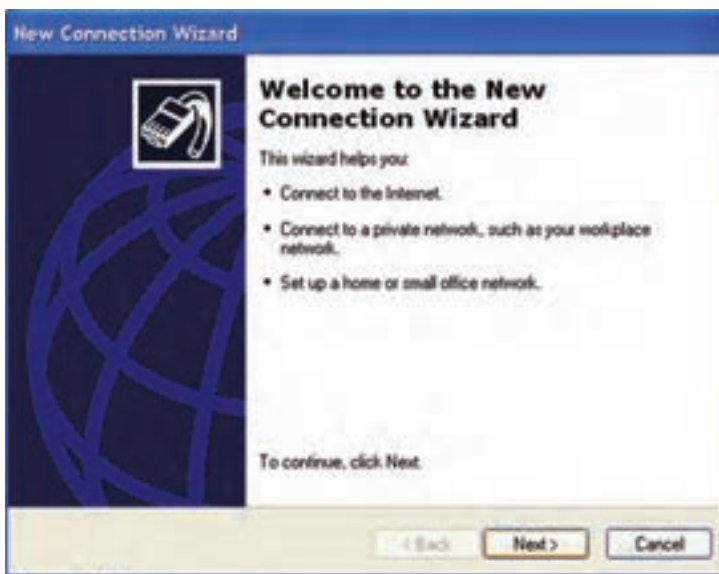 New Connection Wizard
Welcome to the New
Connection Wizard
This wizard helps you:
• Connect to the Internet.
• Connect to a private network, such as your workplace
network.
• Set up a home or small office network.
To continue, click Next.
< Back Next > Cancel